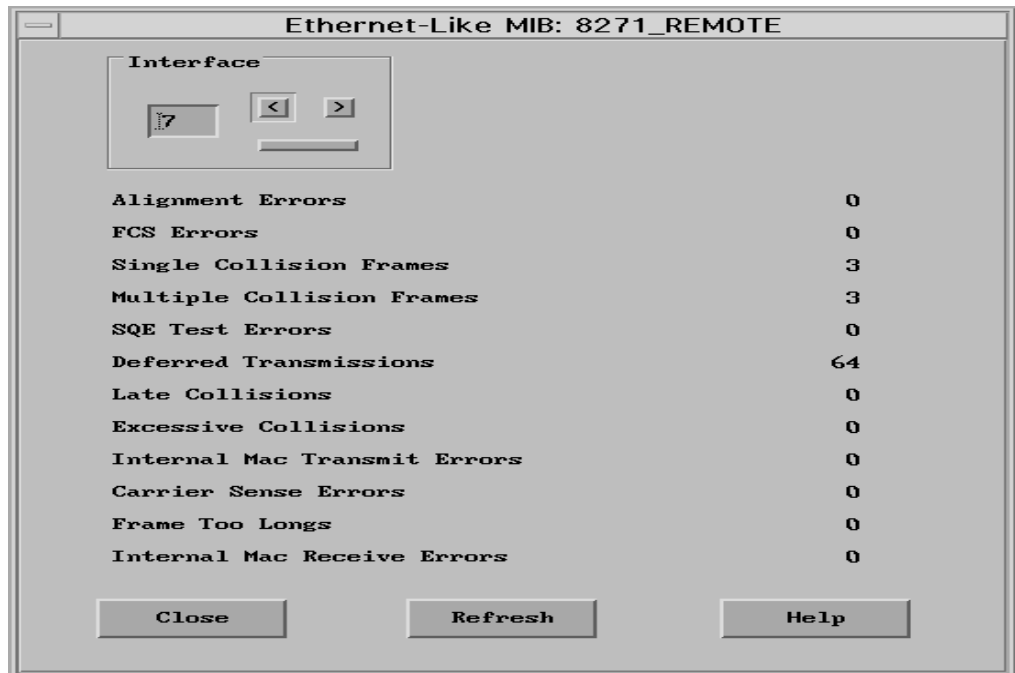 Ethernet-Like MIB: 8271_REMOTE
Interface
7 < >
Alignment Errors 0
FCS Errors 0
Single Collision Frames 3
Multiple Collision Frames 3
SQE Test Errors 0
Deferred Transmissions 64
Late Collisions 0
Excessive Collisions 0
Internal Mac Transmit Errors 0
Carrier Sense Errors 0
Frame Too Longs 0
Internal Mac Receive Errors 0
Close Refresh Help